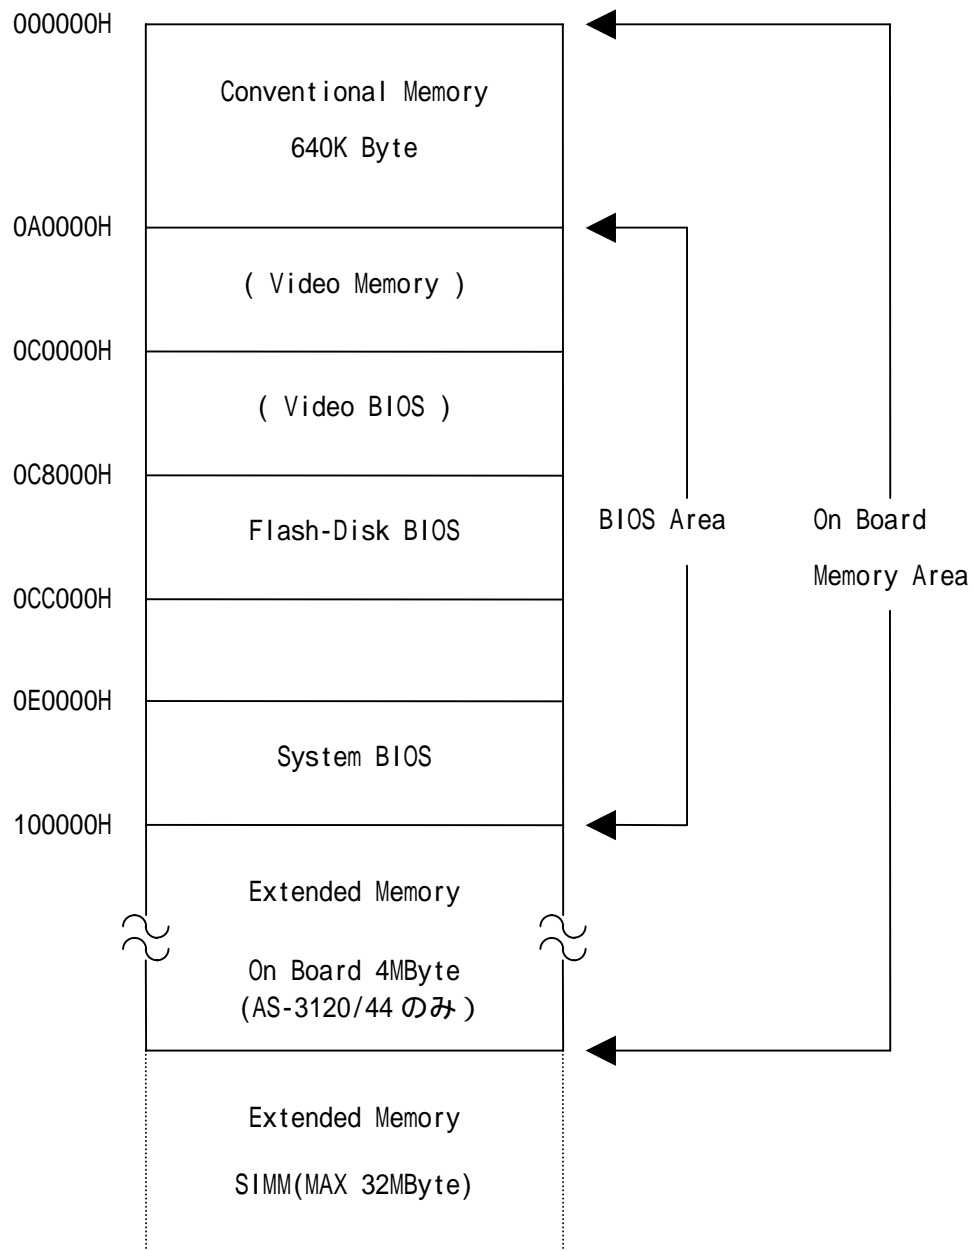 000000H
Conventional Memory
640K Byte
0A0000H
( Video Memory )
0C0000H
( Video BIOS )
0C8000H
Flash-Disk BIOS
BIOS Area
On Board
Memory Area
0CC000H
0E0000H
System BIOS
100000H
Extended Memory
On Board 4MByte
(AS-3120/44 のみ )
Extended Memory
SIMM(MAX 32MByte)